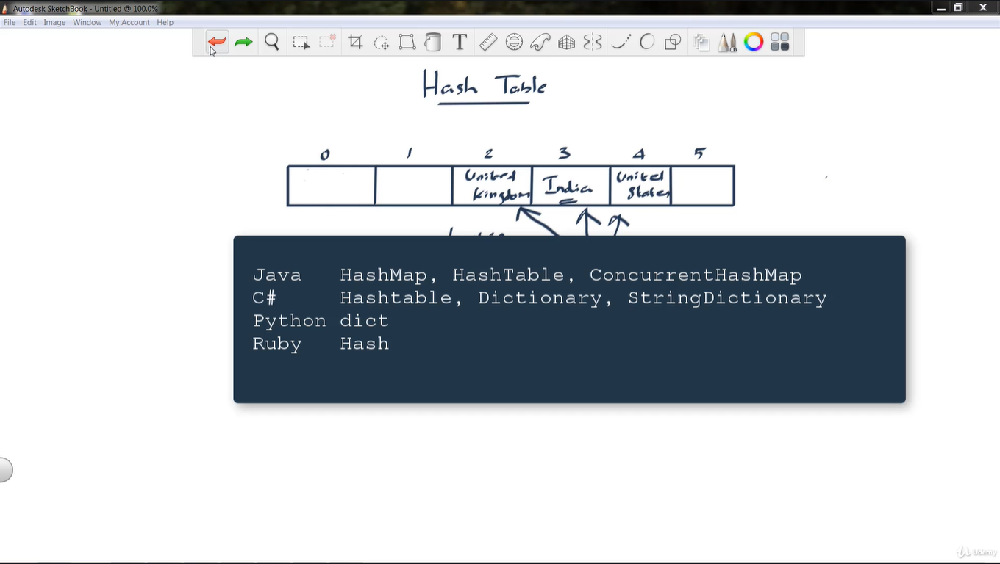 Autodesk SketchBook - Untitled @ 100.0%
File Edit Image Window My Account Help
T
Hash Table
0 1 2 3 4 5
United Kingdom
India
United States
Java HashMap, HashTable, ConcurrentHashMap
C# Hashtable, Dictionary, StringDictionary
Python dict
Ruby Hash
Udemy